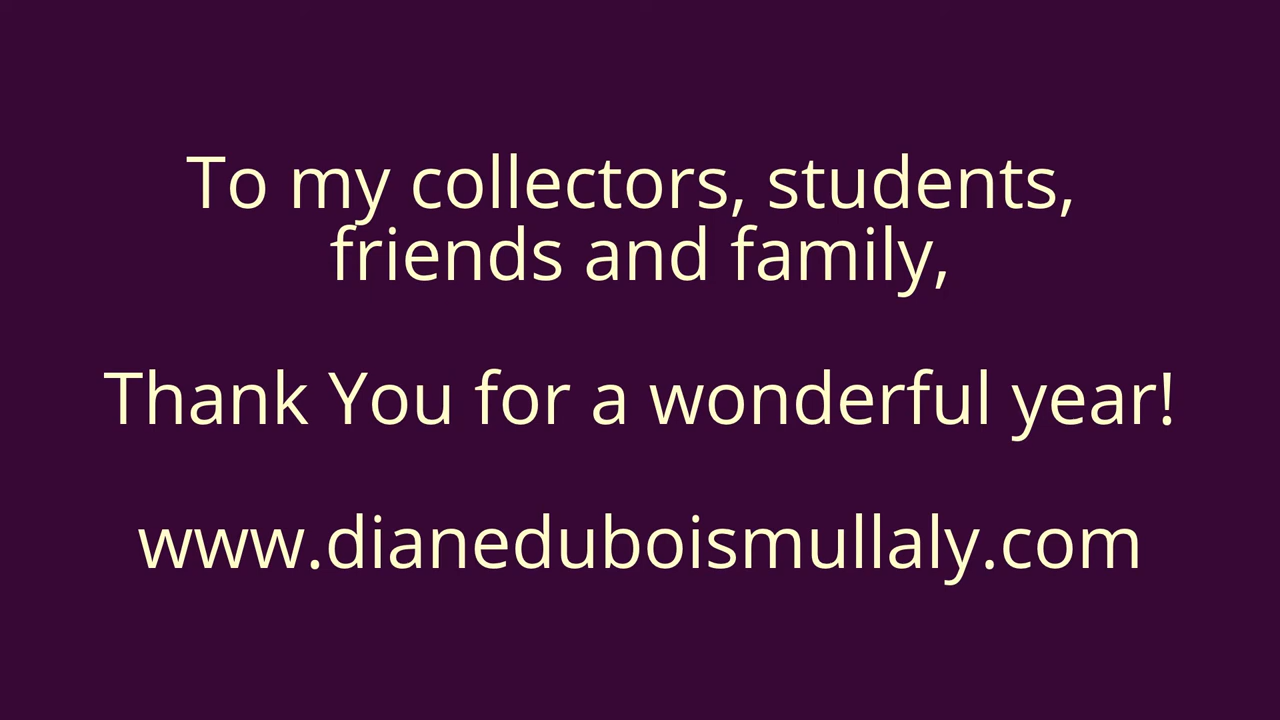 To my collectors, students,
friends and family,
Thank You for a wonderful year!
www.dianeduboismullaly.com